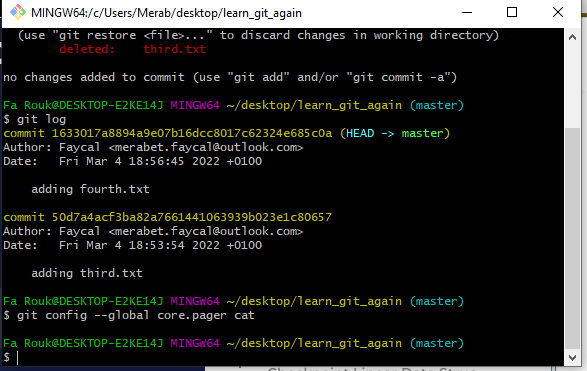 MINGW64:/c/Users/Merab/desktop/learn_git_again
(use "git restore <file>..." to discard changes in working directory)
deleted:    third.txt
no changes added to commit (use "git add" and/or "git commit -a")
Fa Rouk@DESKTOP-E2KE14J MINGW64 ~/desktop/learn_git_again (master)
$ git log
commit 1633017a8894a9e07b16dcc8017c62324e685c0a (HEAD -> master)
Author: Faycal <merabet.faycal@outlook.com>
Date:   Fri Mar 4 18:56:45 2022 +0100
adding fourth.txt
commit 50d7a4acf3ba82a7661441063939b023e1c80657
Author: Faycal <merabet.faycal@outlook.com>
Date:   Fri Mar 4 18:53:54 2022 +0100
adding third.txt
Fa Rouk@DESKTOP-E2KE14J MINGW64 ~/desktop/learn_git_again (master)
$ git config --global core.pager cat
Fa Rouk@DESKTOP-E2KE14J MINGW64 ~/desktop/learn_git_again (master)
$